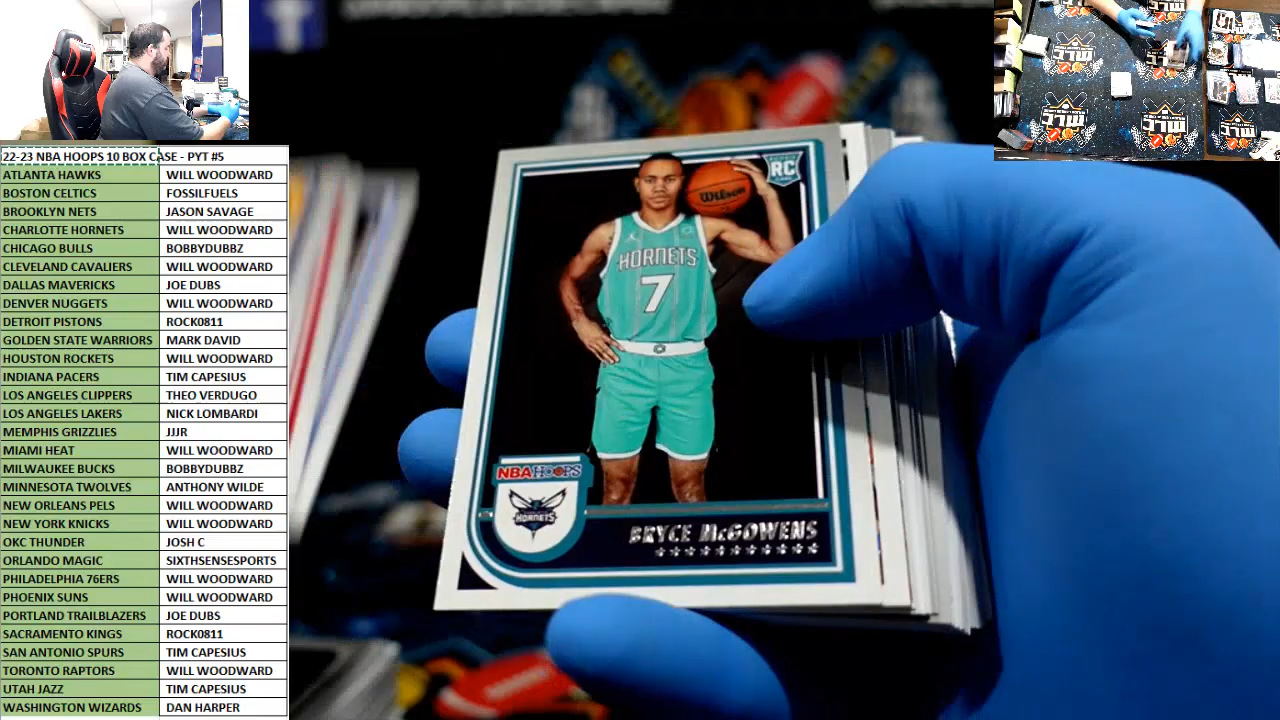 22-23 NBA HOOPS 10 BOX CASE - PYT #5
ATLANTA HAWKS WILL WOODWARD
BOSTON CELTICS FOSSILFUELS
BROOKLYN NETS JASON SAVAGE
CHARLOTTE HORNETS WILL WOODWARD
CHICAGO BULLS BOBBYDUBBZ
CLEVELAND CAVALIERS WILL WOODWARD
DALLAS MAVERICKS JOE DUBS
DENVER NUGGETS WILL WOODWARD
DETROIT PISTONS ROCK0811
GOLDEN STATE WARRIORS MARK DAVID
HOUSTON ROCKETS WILL WOODWARD
INDIANA PACERS TIM CAPESIUS
LOS ANGELES CLIPPERS THEO VERDUGO
LOS ANGELES LAKERS NICK LOMBARDI
MEMPHIS GRIZZLIES JJJR
MIAMI HEAT WILL WOODWARD
MILWAUKEE BUCKS BOBBYDUBBZ
MINNESOTA TWOLVES ANTHONY WILDE
NEW ORLEANS PELS WILL WOODWARD
NEW YORK KNICKS WILL WOODWARD
OKC THUNDER JOSH C
ORLANDO MAGIC SIXTHSENSESPORTS
PHILADELPHIA 76ERS WILL WOODWARD
PHOENIX SUNS WILL WOODWARD
PORTLAND TRAILBLAZERS JOE DUBS
SACRAMENTO KINGS ROCK0811
SAN ANTONIO SPURS TIM CAPESIUS
TORONTO RAPTORS WILL WOODWARD
UTAH JAZZ TIM CAPESIUS
WASHINGTON WIZARDS DAN HARPER
RC
Wilson
HORNETS
7
NBA HOOPS
HORNETS
BRYCE McGOWENS